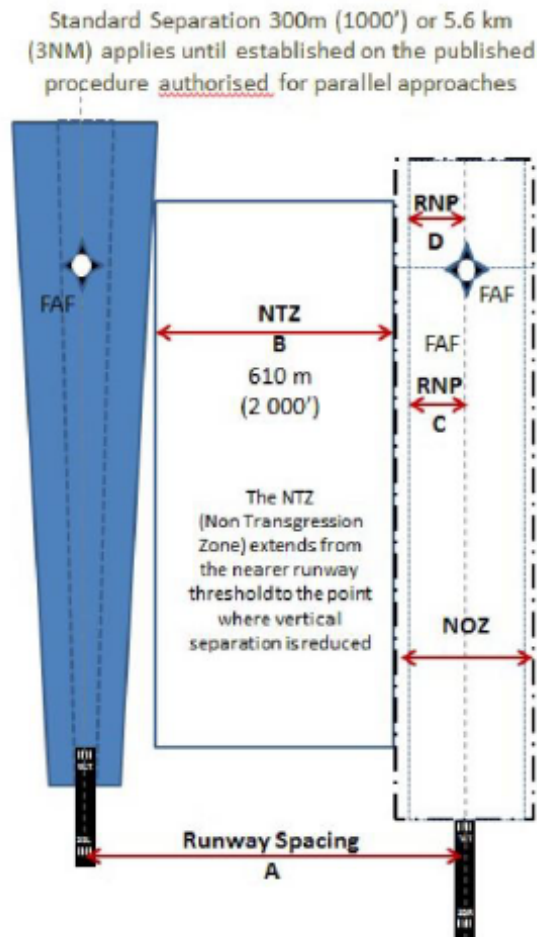 Standard Separation 300m (1000') or 5.6 km
(3NM) applies until established on the published
procedure authorised for parallel approaches
RNP
D
FAF
FAF
NTZ
B
610 m
(2 000')
FAF
RNP
C
The NTZ
(Non Transgression
Zone) extends from
the nearer runway
threshold to the point
where vertical
separation is reduced
NOZ
Runway Spacing
A